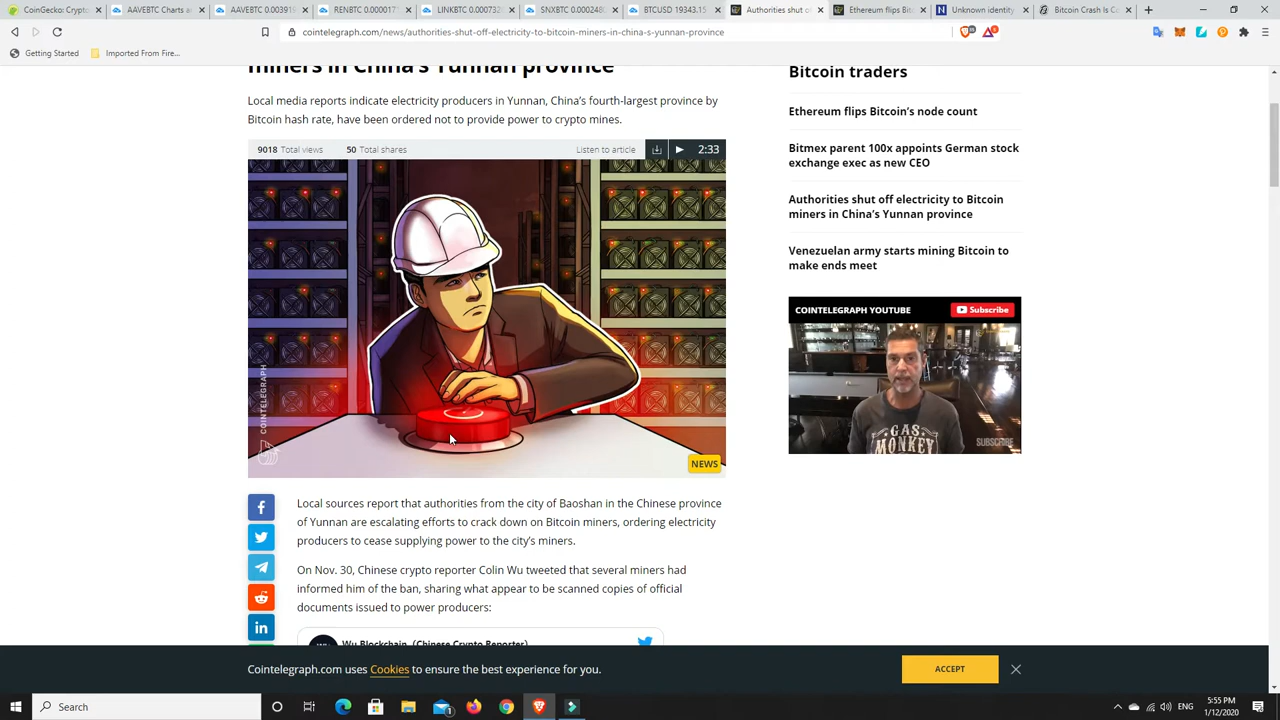 CoinGecko: Crypto
AAVEBTC Charts a
AAVEBTC 0.003919
RENBTC 0.0000171
LINKBTC 0.000732
SNXBTC 0.0002480
BTCUSD 19343.15
Authorities shut o
Ethereum flips Bit
Unknown identity
Bitcoin Crash Is C
cointelegraph.com/news/authorities-shut-off-electricity-to-bitcoin-miners-in-china-s-yunnan-province
Getting Started
Imported From Fire...
miners in China's Yunnan province
Local media reports indicate electricity producers in Yunnan, China's fourth-largest province by
Bitcoin hash rate, have been ordered not to provide power to crypto mines.
9018 Total views
50 Total shares
Listen to article
2:33
COINTELEGRAPH
NEWS
Local sources report that authorities from the city of Baoshan in the Chinese province
of Yunnan are escalating efforts to crack down on Bitcoin miners, ordering electricity
producers to cease supplying power to the city's miners.
On Nov. 30, Chinese crypto reporter Colin Wu tweeted that several miners had
informed him of the ban, sharing what appear to be scanned copies of official
documents issued to power producers:
Wu Blockchain (Chinese Crypto Reporter)
Bitcoin traders
Ethereum flips Bitcoin's node count
Bitmex parent 100x appoints German stock
exchange exec as new CEO
Authorities shut off electricity to Bitcoin
miners in China's Yunnan province
Venezuelan army starts mining Bitcoin to
make ends meet
COINTELEGRAPH YOUTUBE
Subscribe
GAS
MONKEY
SUBSCRIBE
Cointelegraph.com uses Cookies to ensure the best experience for you.
ACCEPT
Search
ENG
5:55 PM
1/12/2020